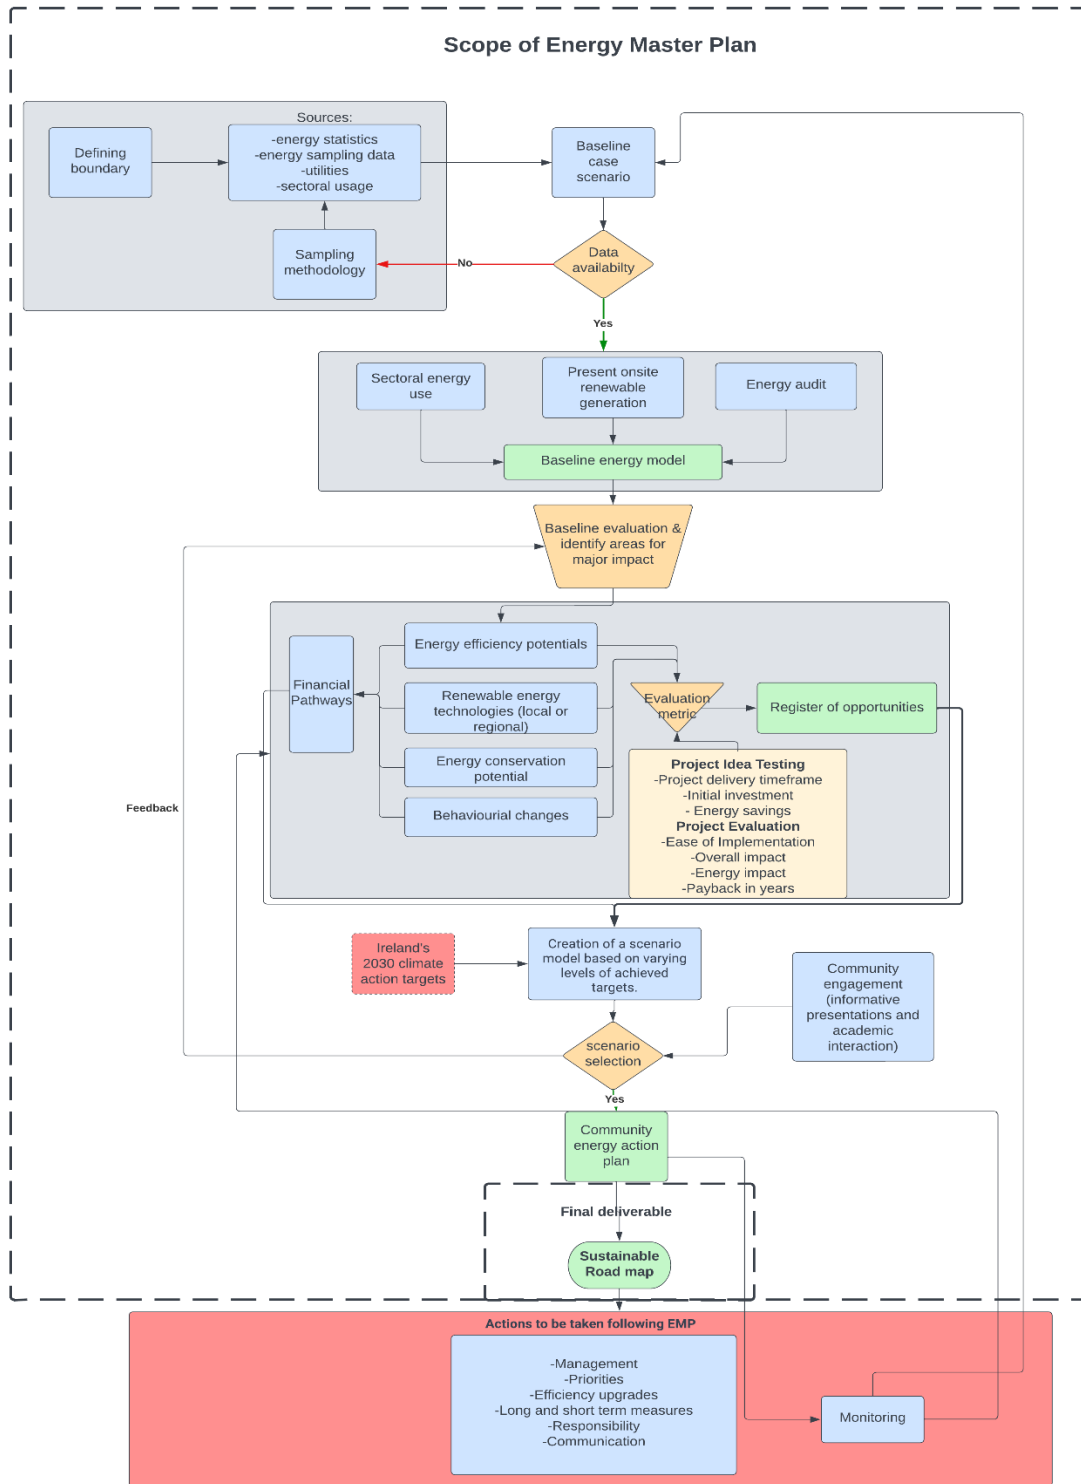 Scope of Energy Master Plan
Sources:
Defining
boundary
-energy statistics
-energy sampling data
-utilities
-sectoral usage
Baseline
case
scenario
Sampling
methodology
No
Data
availabilty
Yes
Sectoral energy
use
Present onsite
renewable
generation
Energy audit
Baseline energy model
Baseline evaluation &
identify areas for
major impact
Financial
Pathways
Energy efficiency potentials
Renewable energy
technologies (local or
regional)
Energy conservation
potential
Behaviourial changes
Evaluation
metric
Register of opportunities
Project Idea Testing
-Project delivery timeframe
-Initial investment
- Energy savings
Project Evaluation
-Ease of Implementation
-Overall impact
-Energy impact
-Payback in years
Feedback
Ireland's
2030 climate
action targets
Creation of a scenario
model based on varying
levels of achieved
targets.
Community
engagement
(informative
presentations and
academic
interaction)
scenario
selection
Yes
Community
energy action
plan
Final deliverable
Sustainable
Road map
Actions to be taken following EMP
-Management
-Priorities
-Efficiency upgrades
-Long and short term measures
-Responsibility
-Communication
Monitoring